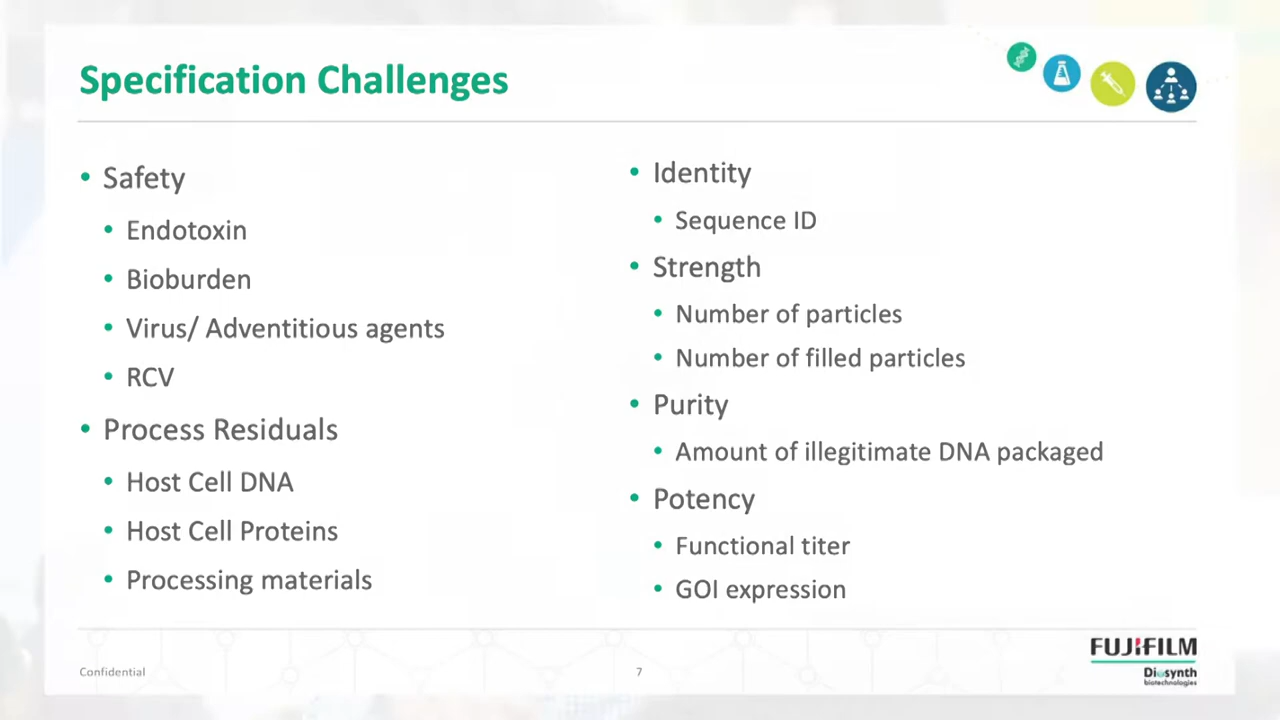 Specification Challenges
• Safety
• Endotoxin
• Bioburden
• Virus/ Adventitious agents
• RCV
• Process Residuals
• Host Cell DNA
• Host Cell Proteins
• Processing materials
• Identity
• Sequence ID
• Strength
• Number of particles
• Number of filled particles
• Purity
• Amount of illegitimate DNA packaged
• Potency
• Functional titer
• GOI expression
Confidential
7
FUJIFILM
Diosynth
biotechnologies